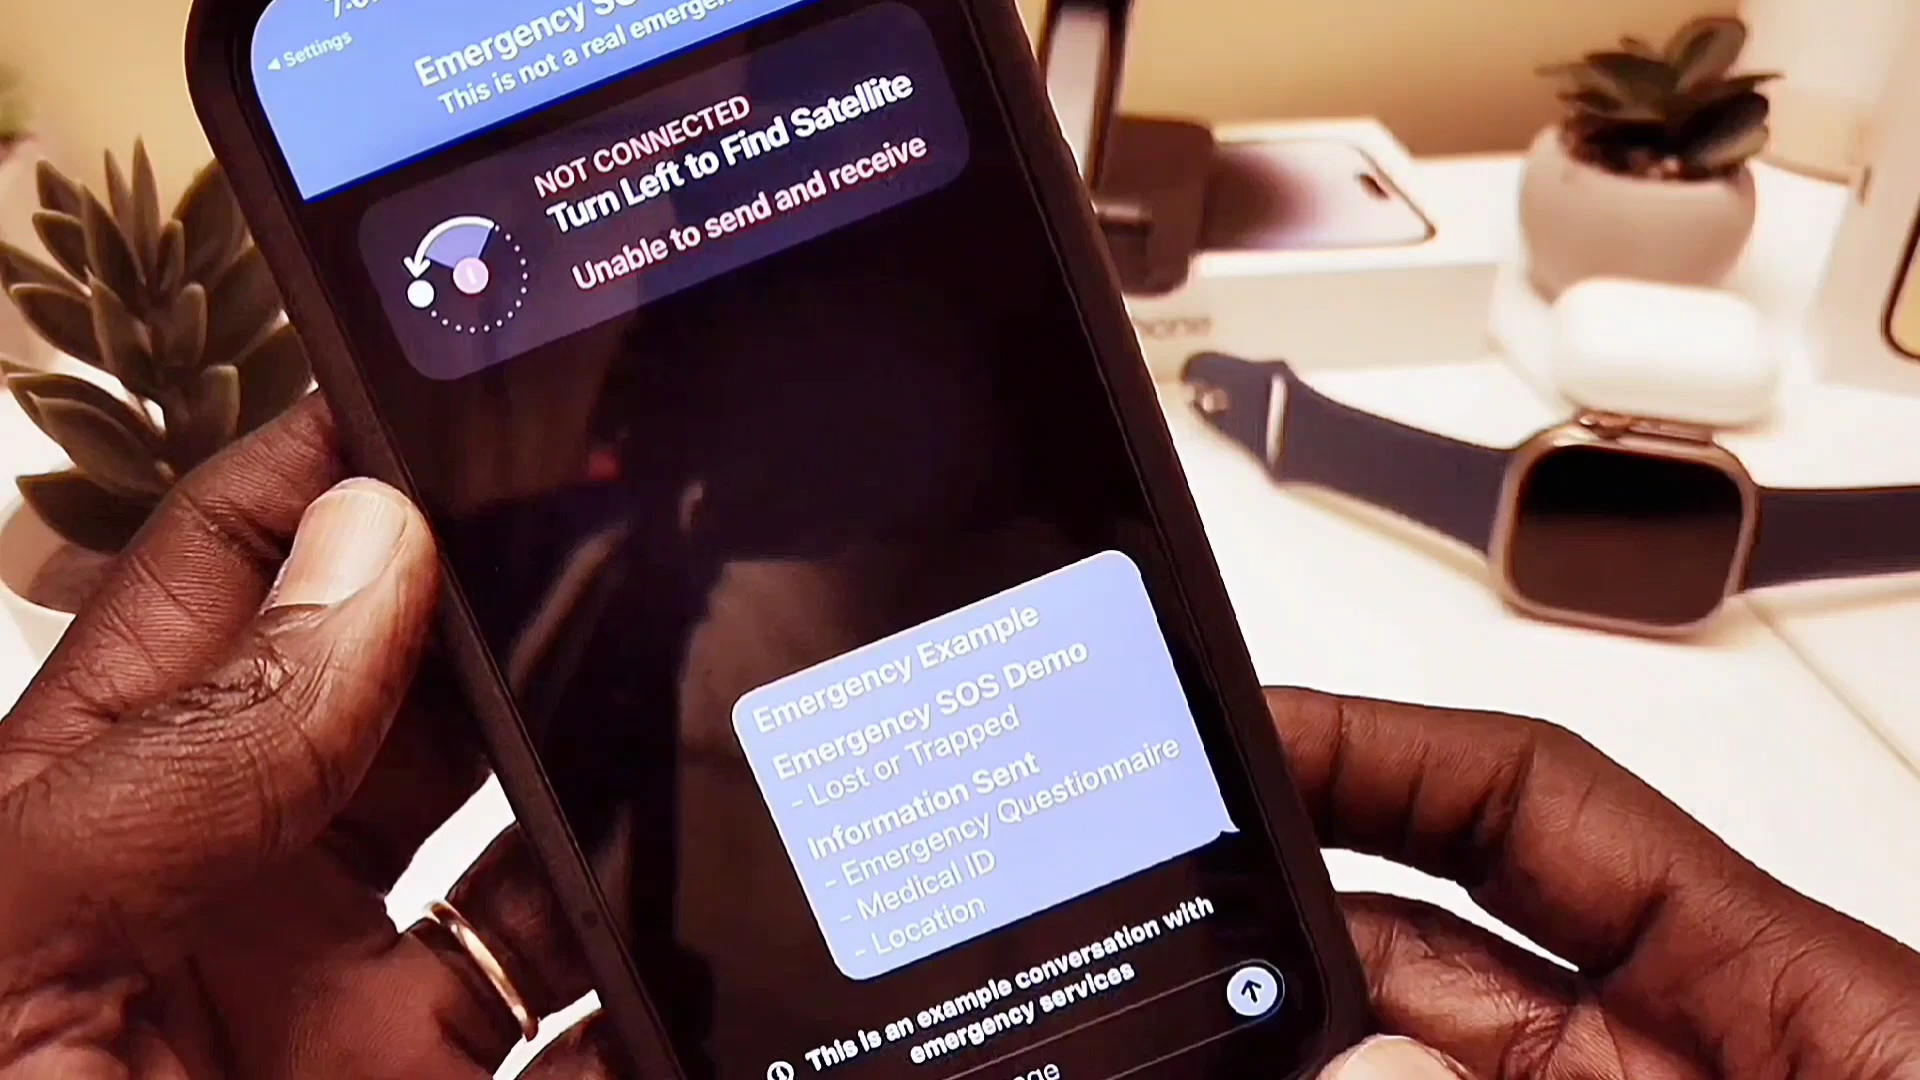 Settings
Emergency
This is not a real
NOT CONNECTED
Turn Left to Find Satellite
Unable to send and receive
Emergency Example
Emergency SOS Demo
- Lost or Trapped
Information Sent
- Emergency Questionnaire
- Medical ID
- Location
This is an example conversation with
emergency services